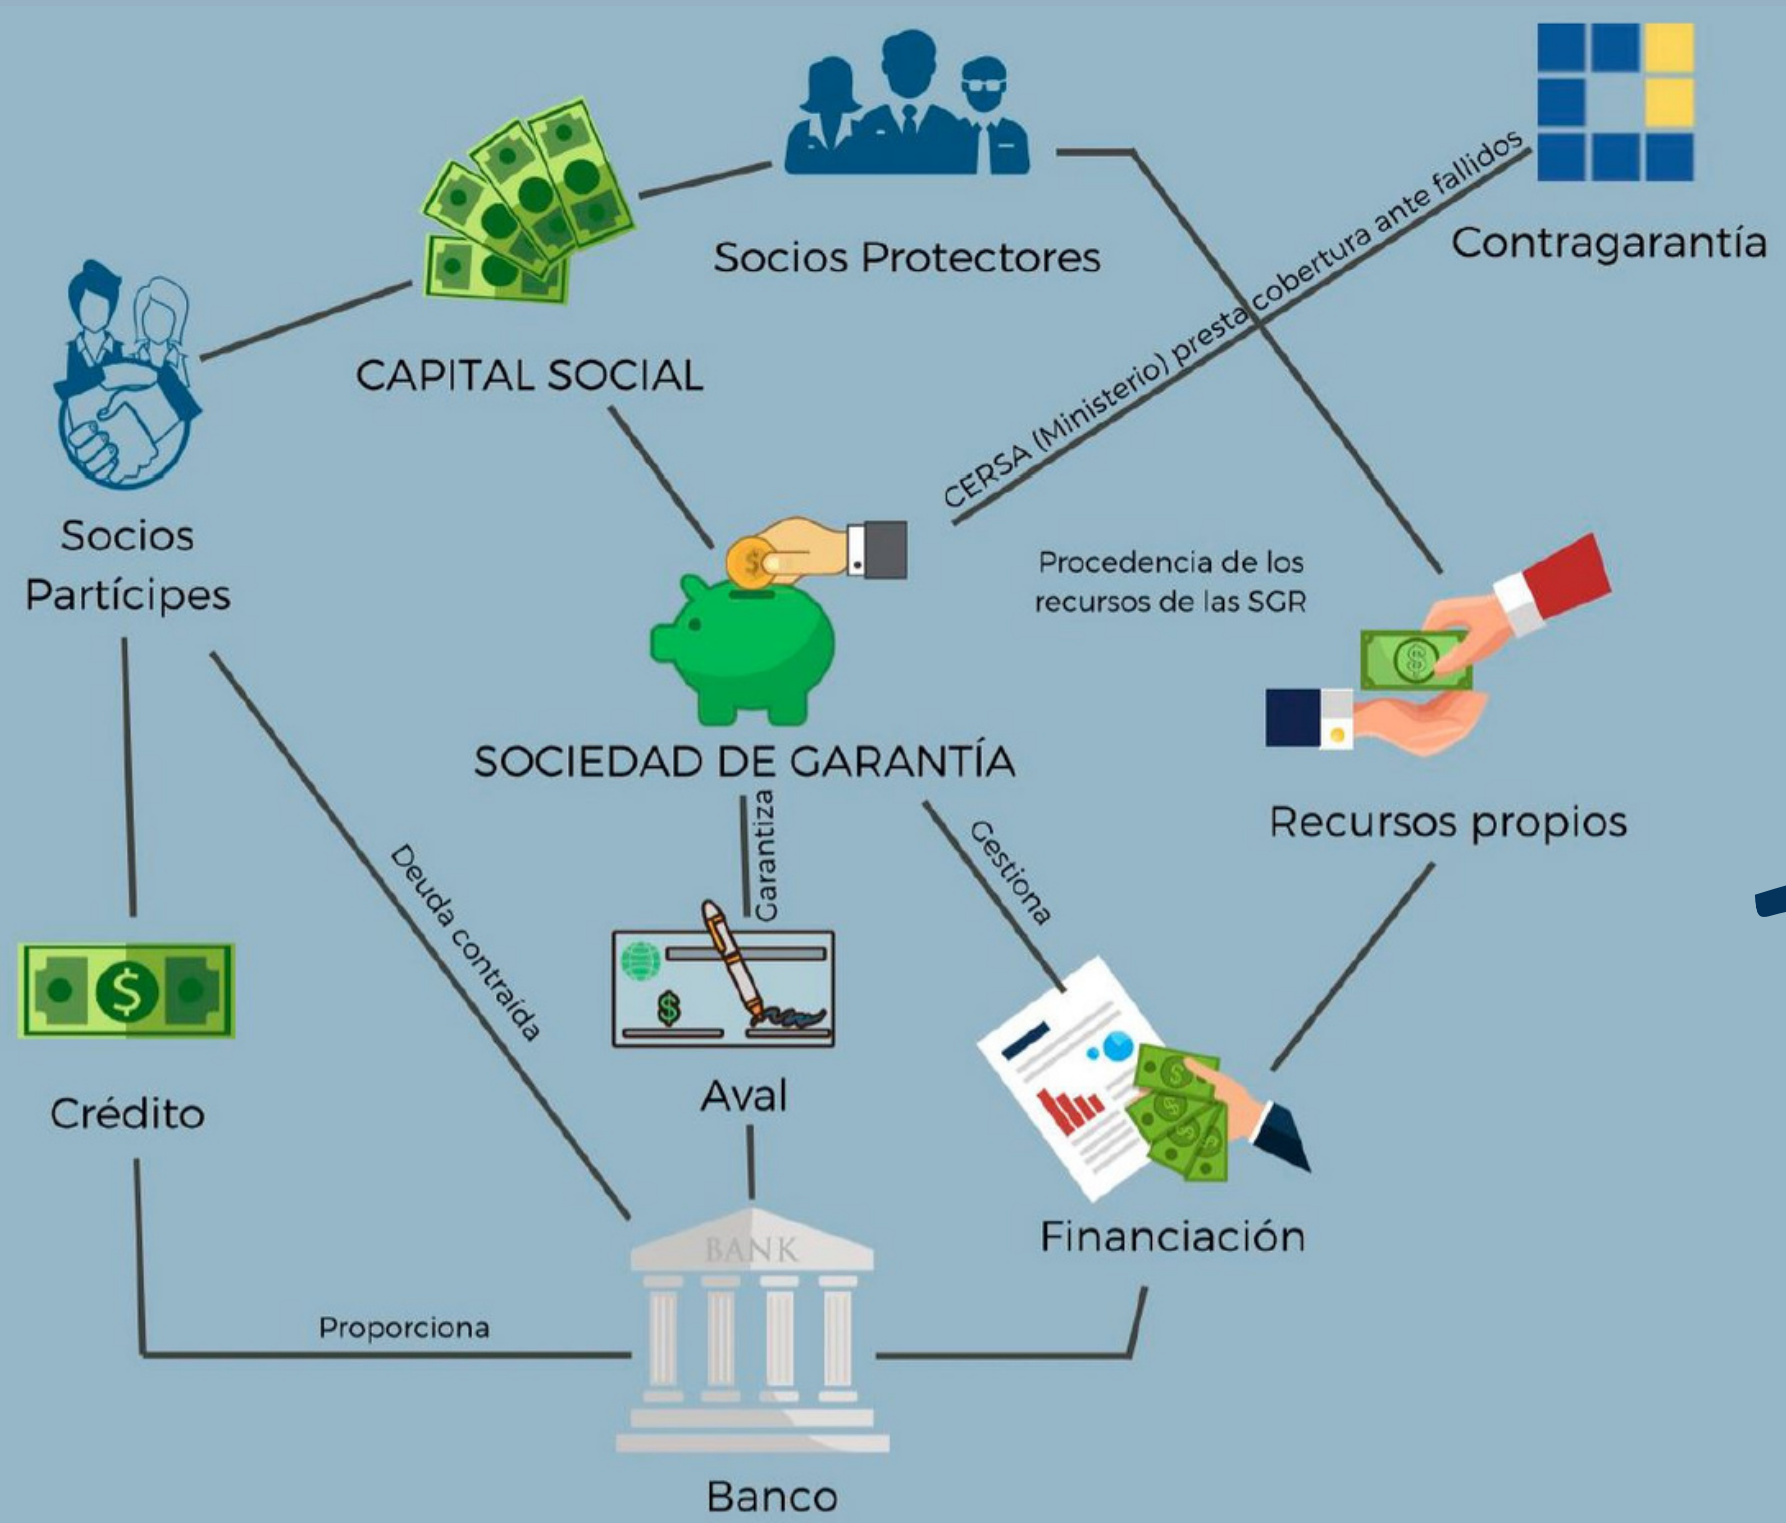 Socios Protectores
Contragarantía
CERSA (Ministerio) presta cobertura ante fallidos
CAPITAL SOCIAL
Socios
Partícipes
Procedencia de los
recursos de las SGR
SOCIEDAD DE GARANTÍA
Recursos propios
Garantiza
Gestiona
Deuda contraída
$
Crédito
Aval
Financiación
BANK
Proporciona
Banco